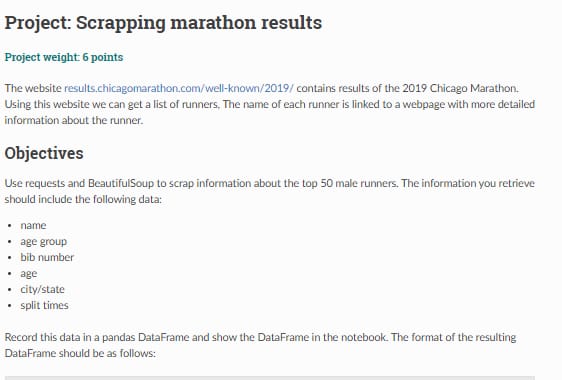 Project: Scrapping marathon results
Project weight: 6 points
The website results.chicagomarathon.com/well-known/2019/ contains results of the 2019 Chicago Marathon.
Using this website we can get a list of runners. The name of each runner is linked to a webpage with more detailed
information about the runner.
Objectives
Use requests and BeautifulSoup to scrap information about the top 50 male runners. The information you retrieve
should include the following data:
• name
• age group
• bib number
• age
• city/state
• split times
Record this data in a pandas DataFrame and show the DataFrame in the notebook. The format of the resulting
DataFrame should be as follows: